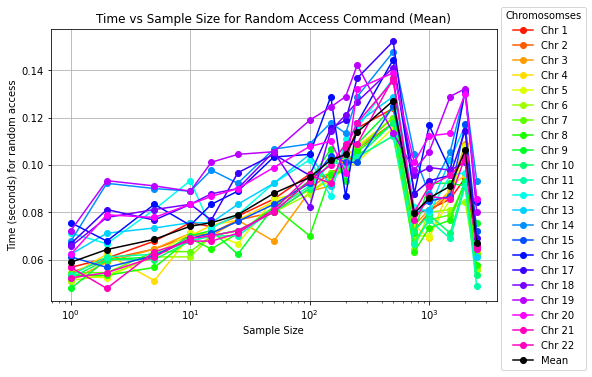 Time vs Sample Size for Random Access Command (Mean)
Time (seconds) for random access
0.14
0.12
0.10
0.08
0.06
10⁰
10¹
10²
10³
Sample Size
Chromosomses
Chr 1
Chr 2
Chr 3
Chr 4
Chr 5
Chr 6
Chr 7
Chr 8
Chr 9
Chr 10
Chr 11
Chr 12
Chr 13
Chr 14
Chr 15
Chr 16
Chr 17
Chr 18
Chr 19
Chr 20
Chr 21
Chr 22
Mean